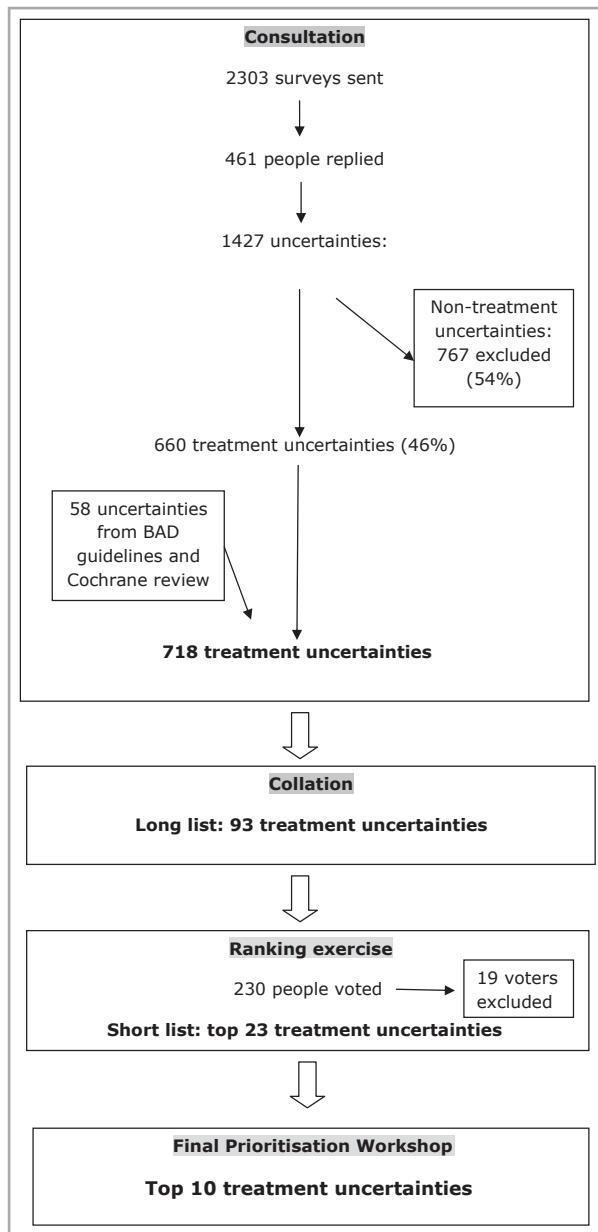 Consultation
2303 surveys sent
461 people replied
1427 uncertainties:
Non-treatment
uncertainties:
767 excluded
(54%)
660 treatment uncertainties (46%)
58 uncertainties
from BAD
guidelines and
Cochrane review
718 treatment uncertainties
Collation
Long list: 93 treatment uncertainties
Ranking exercise
230 people voted
19 voters
excluded
Short list: top 23 treatment uncertainties
Final Prioritisation Workshop
Top 10 treatment uncertainties